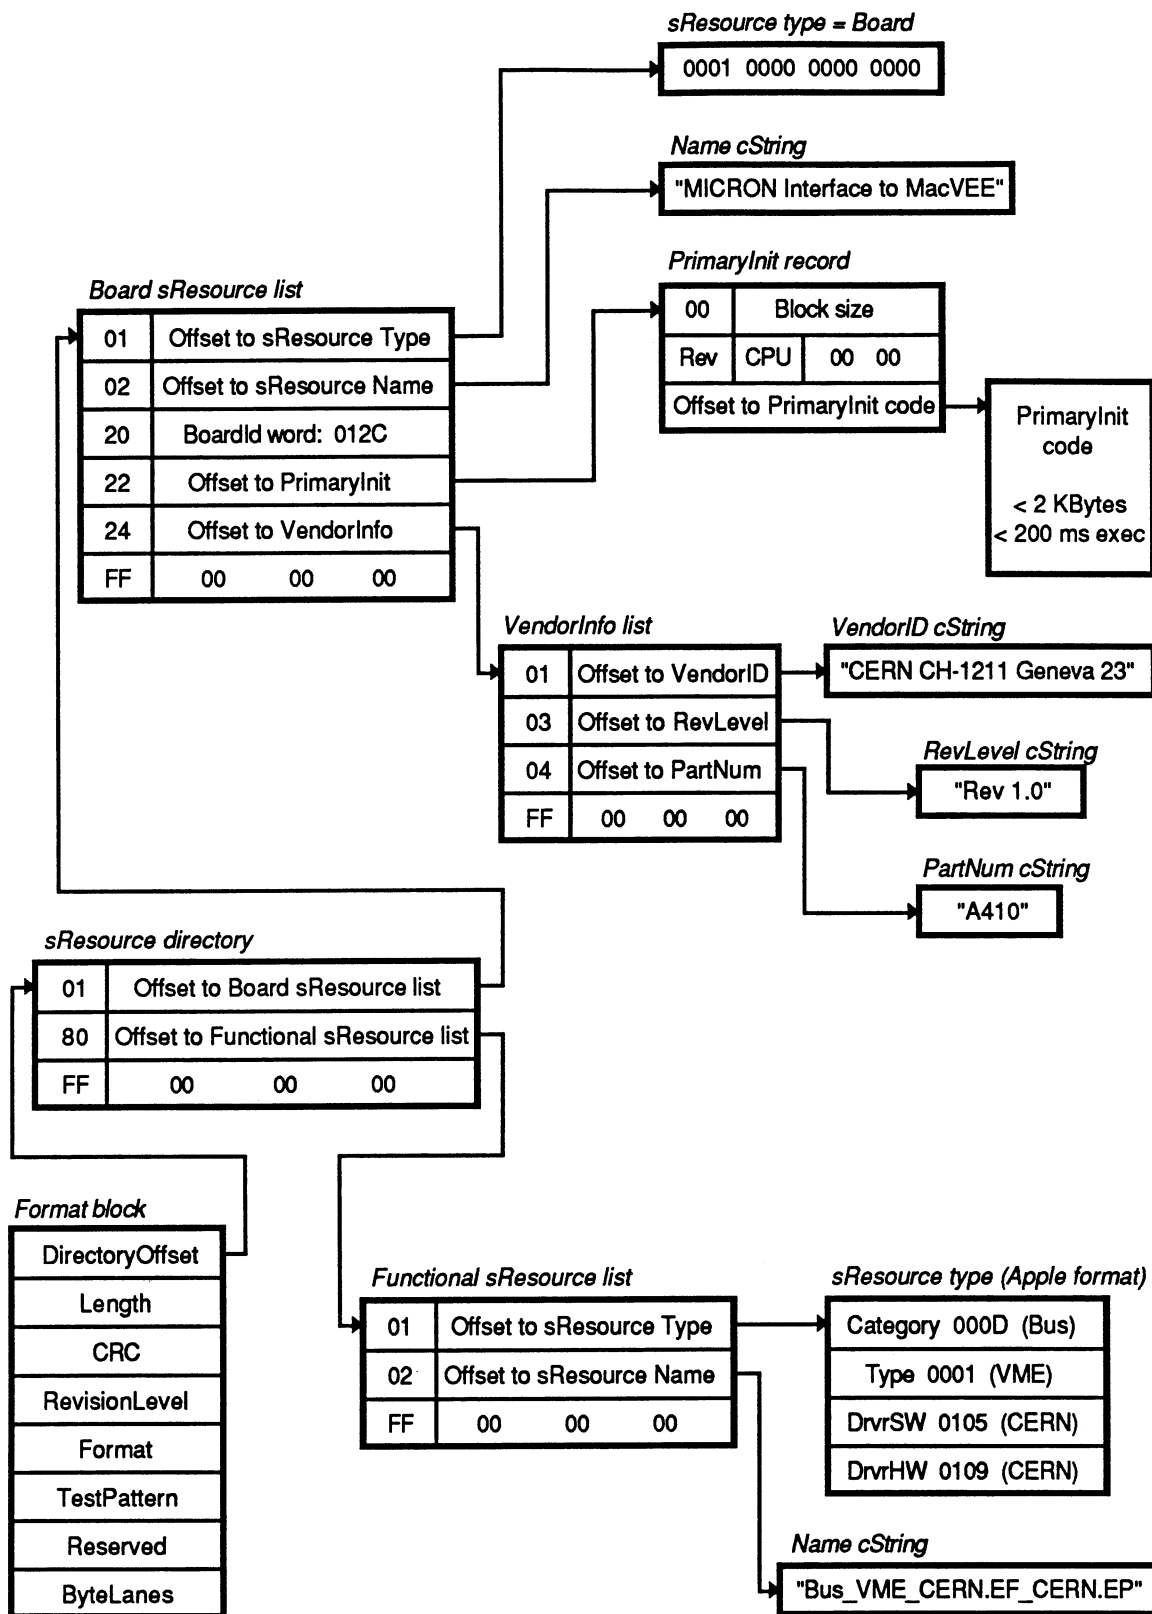 sResource type = Board
0001 0000 0000 0000
Name cString
"MICRON Interface to MacVEE"
PrimaryInit record
00 Block size
Rev CPU 00 00
Offset to PrimaryInit code
PrimaryInit
code
< 2 KBytes
< 200 ms exec
Board sResource list
01 Offset to sResource Type
02 Offset to sResource Name
20 BoardId word: 012C
22 Offset to PrimaryInit
24 Offset to VendorInfo
FF 00 00 00
VendorInfo list
01 Offset to VendorID
03 Offset to RevLevel
04 Offset to PartNum
FF 00 00 00
VendorID cString
"CERN CH-1211 Geneva 23"
RevLevel cString
"Rev 1.0"
PartNum cString
"A410"
sResource directory
01 Offset to Board sResource list
80 Offset to Functional sResource list
FF 00 00 00
Format block
DirectoryOffset
Length
CRC
RevisionLevel
Format
TestPattern
Reserved
ByteLanes
Functional sResource list
01 Offset to sResource Type
02 Offset to sResource Name
FF 00 00 00
sResource type (Apple format)
Category 000D (Bus)
Type 0001 (VME)
DrvrSW 0105 (CERN)
DrvrHW 0109 (CERN)
Name cString
"Bus_VME_CERN.EF_CERN.EP"